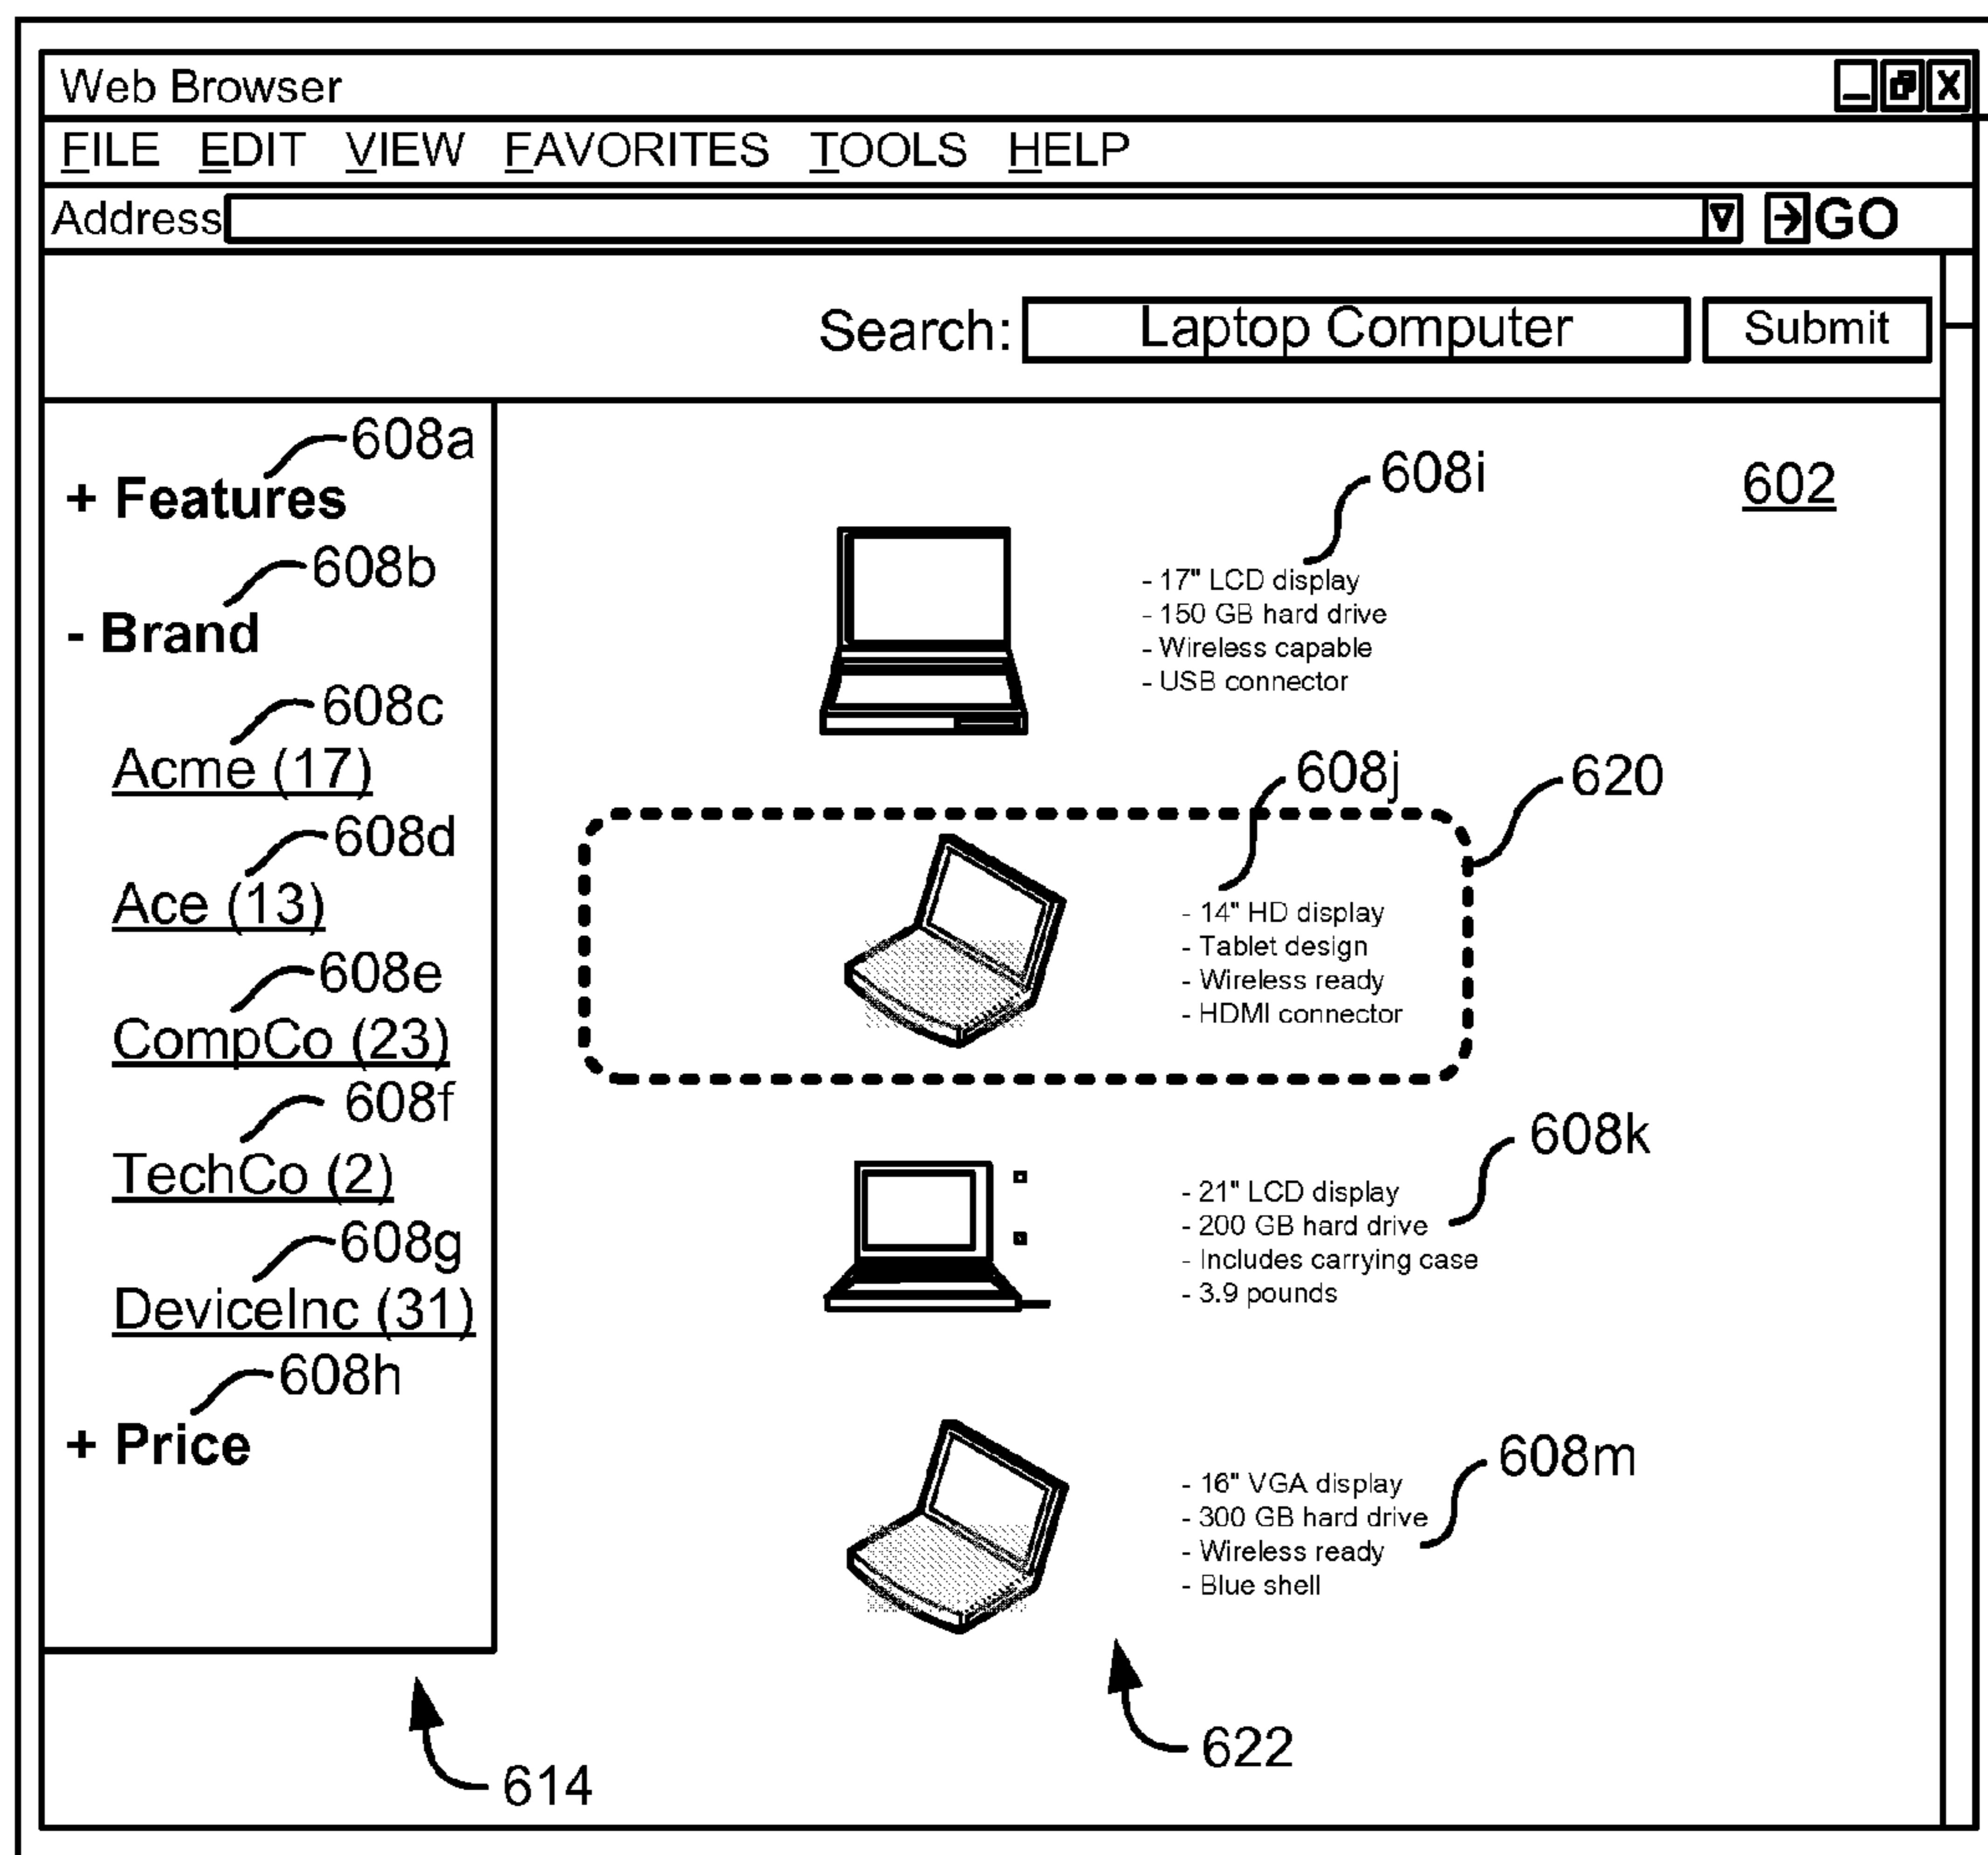 Web Browser
FILE EDIT VIEW FAVORITES TOOLS HELP
Address GO
Search: Laptop Computer Submit
608a
+ Features
608b
- Brand
608c
Acme (17)
608d
Ace (13)
608e
CompCo (23)
608f
TechCo (2)
608g
DeviceInc (31)
608h
+ Price
614
602
608i
- 17" LCD display
- 150 GB hard drive
- Wireless capable
- USB connector
608j
620
- 14" HD display
- Tablet design
- Wireless ready
- HDMI connector
608k
- 21" LCD display
- 200 GB hard drive
- Includes carrying case
- 3.9 pounds
608m
- 16" VGA display
- 300 GB hard drive
- Wireless ready
- Blue shell
622